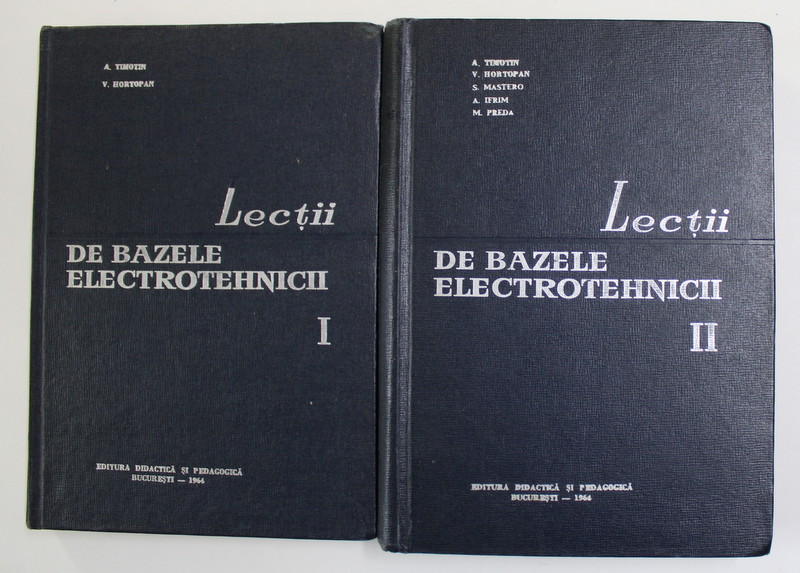 A. TIMOTIN
V. HORTOPAN
Lecții
DE BAZELE
ELECTROTEHNICII
I
EDITURA DIDACTICĂ ȘI PEDAGOGICĂ
BUCUREȘTI — 1964
A. TIMOTIN
V. HORTOPAN
S. MASTERO
A. IFRIM
M. PREDA
Lecții
DE BAZELE
ELECTROTEHNICII
II
EDITURA DIDACTICĂ ȘI PEDAGOGICĂ
BUCUREȘTI — 1964